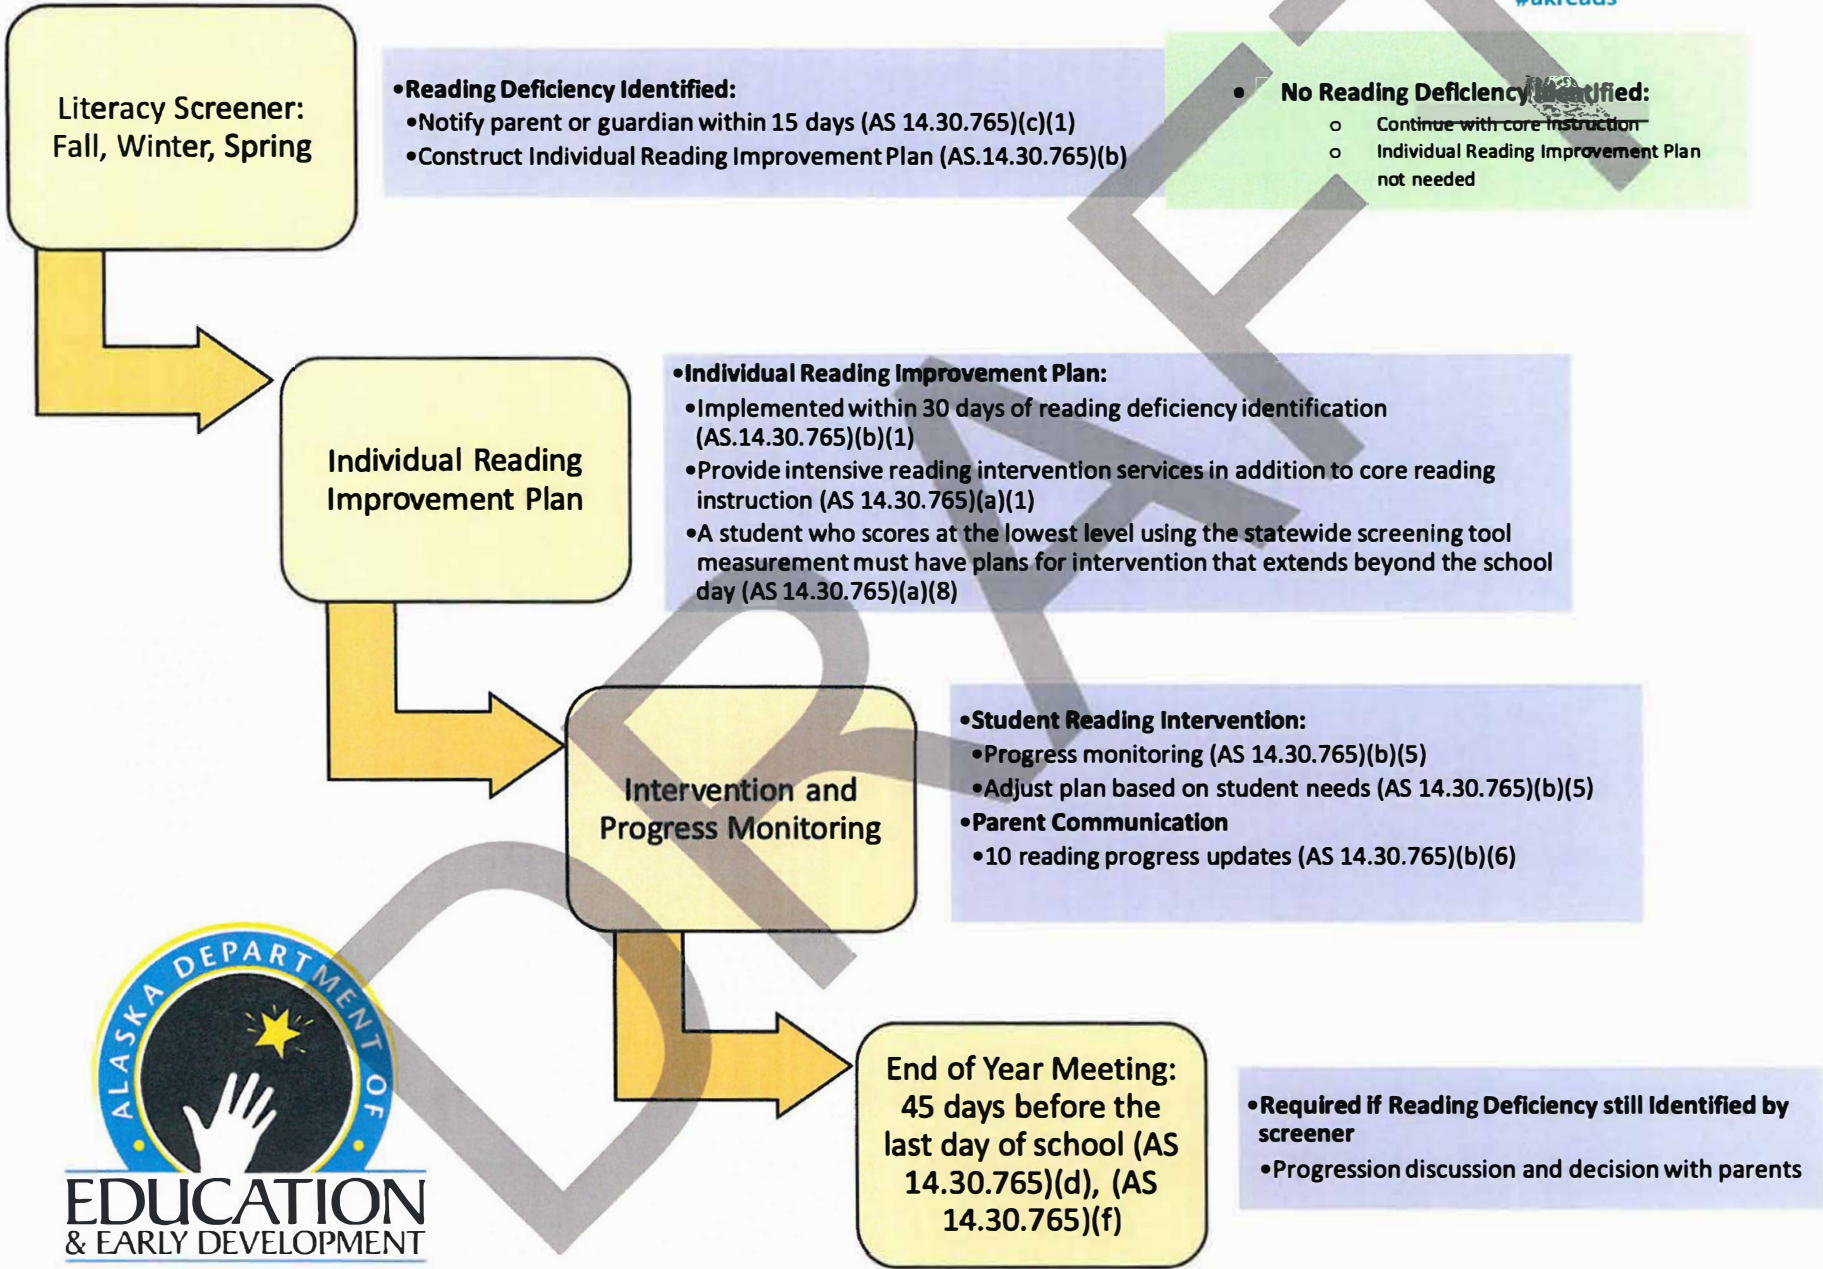 #akreads
Literacy Screener:
Fall, Winter, Spring
•Reading Deficiency Identified:
•Notify parent or guardian within 15 days (AS 14.30.765)(c)(1)
•Construct Individual Reading Improvement Plan (AS.14.30.765)(b)
• No Reading Deficiency Identified:
o Continue with core instruction
o Individual Reading Improvement Plan
not needed
Individual Reading
Improvement Plan
•Individual Reading Improvement Plan:
•Implemented within 30 days of reading deficiency identification
(AS.14.30.765)(b)(1)
•Provide intensive reading intervention services in addition to core reading
instruction (AS 14.30.765)(a)(1)
•A student who scores at the lowest level using the statewide screening tool
measurement must have plans for intervention that extends beyond the school
day (AS 14.30.765)(a)(8)
Intervention and
Progress Monitoring
•Student Reading Intervention:
•Progress monitoring (AS 14.30.765)(b)(5)
•Adjust plan based on student needs (AS 14.30.765)(b)(5)
•Parent Communication
•10 reading progress updates (AS 14.30.765)(b)(6)
End of Year Meeting:
45 days before the
last day of school (AS
14.30.765)(d), (AS
14.30.765)(f)
•Required if Reading Deficiency still Identified by
screener
•Progression discussion and decision with parents
ALASKA DEPARTMENT OF
EDUCATION
& EARLY DEVELOPMENT
DRAFT